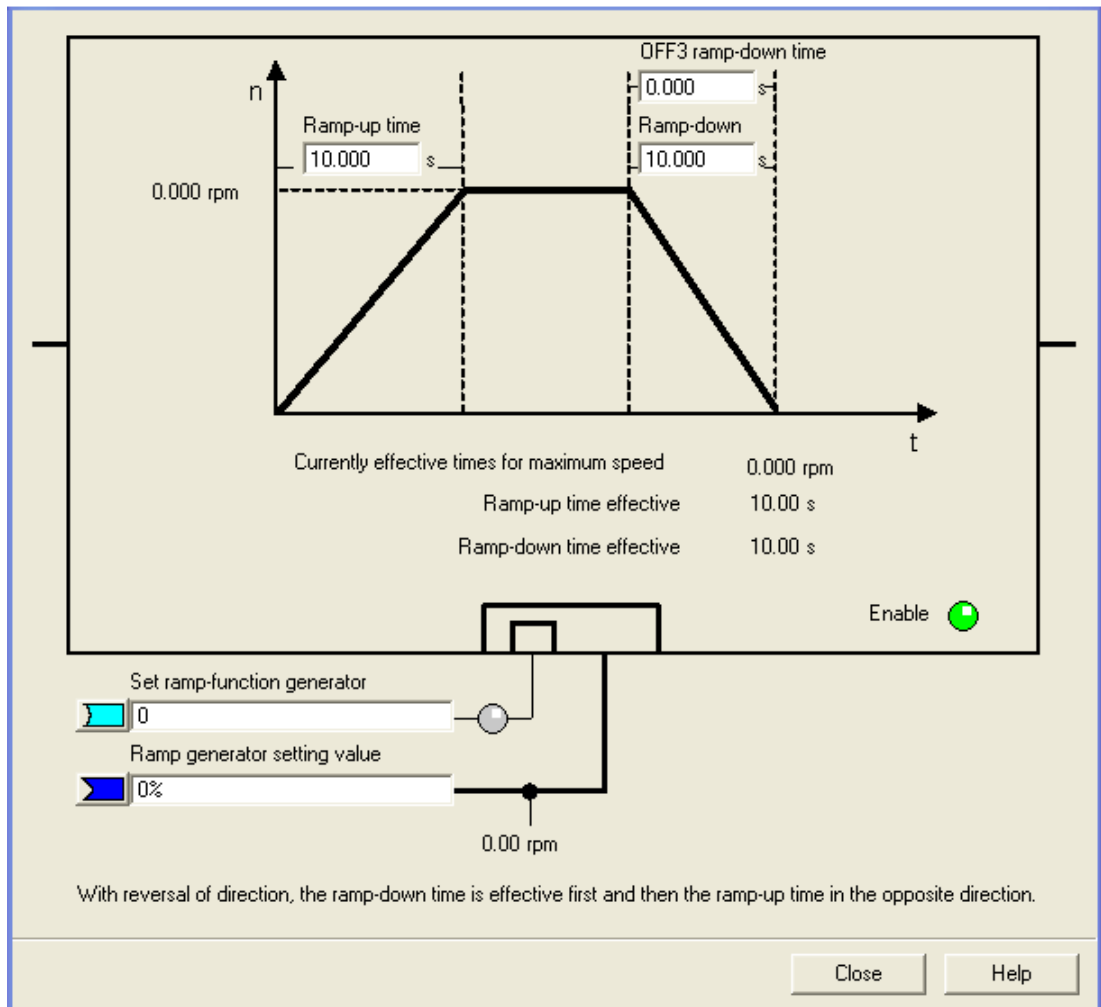 OFF3 ramp-down time
n
0.000 s
Ramp-up time
Ramp-down
10.000 s
10.000 s
0.000 rpm
t
Currently effective times for maximum speed 0.000 rpm
Ramp-up time effective 10.00 s
Ramp-down time effective 10.00 s
Enable
Set ramp-function generator
0
Ramp generator setting value
0%
0.00 rpm
With reversal of direction, the ramp-down time is effective first and then the ramp-up time in the opposite direction.
Close
Help